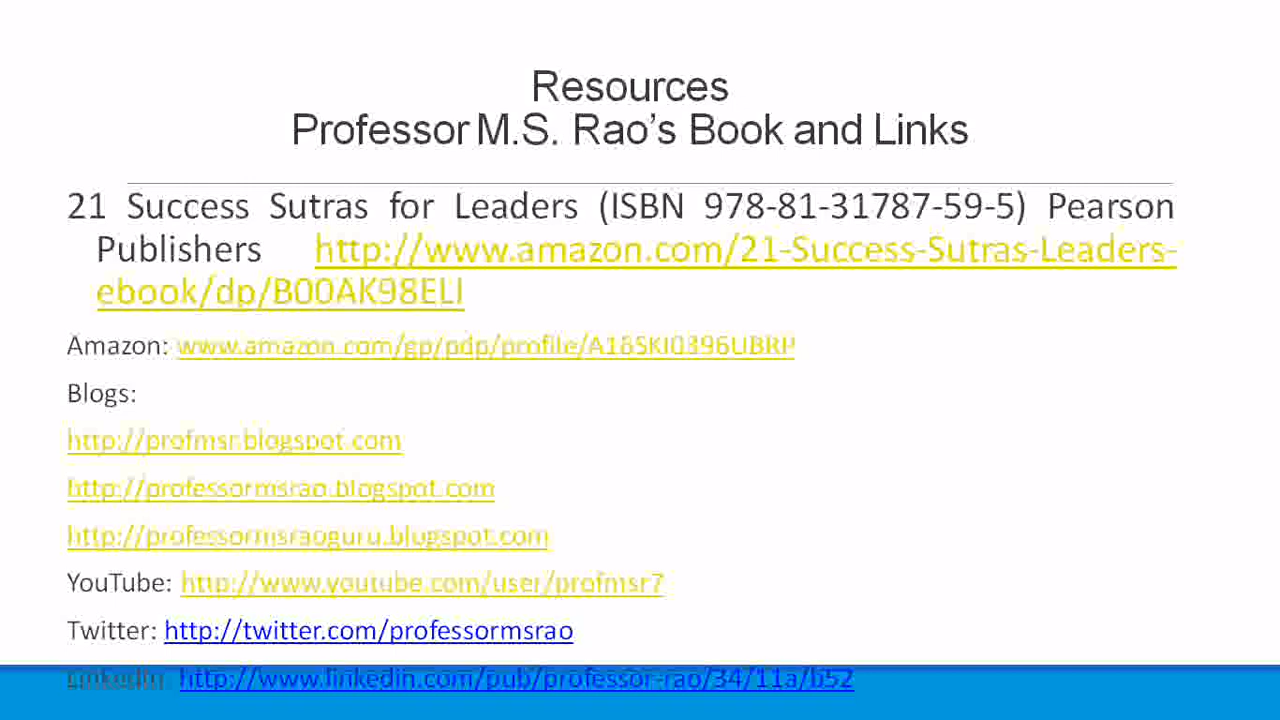 Resources
Professor M.S. Rao’s Book and Links
21 Success Sutras for Leaders (ISBN 978-81-31787-59-5) Pearson
Publishers http://www.amazon.com/21-Success-Sutras-Leaders-
ebook/dp/B00AK98ELI
Amazon: www.amazon.com/gp/pdp/profile/A16SKI0396UBRP
Blogs:
http://profmsr.blogspot.com
http://professormsrao.blogspot.com
http://professormsraoguru.blogspot.com
YouTube: http://www.youtube.com/user/profmsr7
Twitter: http://twitter.com/professormsrao
LinkedIn: http://www.linkedin.com/pub/professor-rao/34/11a/b52